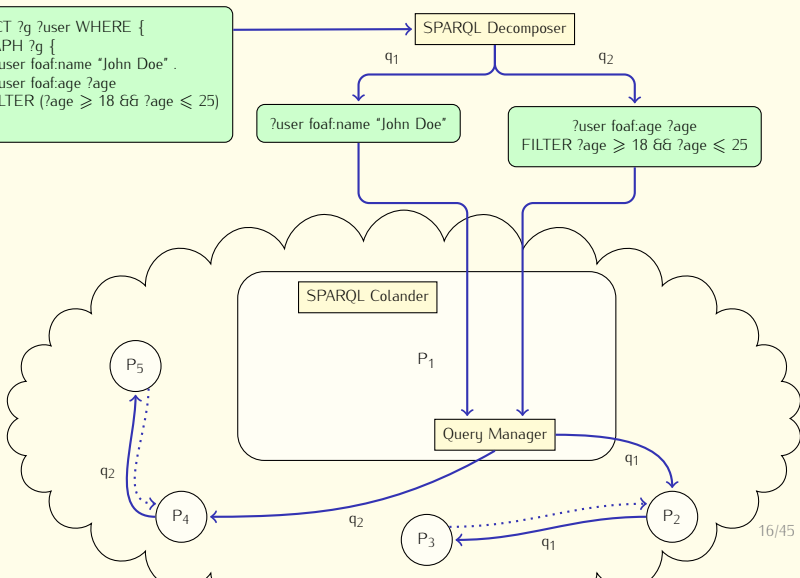 CT ?g ?user WHERE {
APH ?g {
user foaf:name "John Doe" .
user foaf:age ?age
LTER (?age ⩾ 18 && ?age ⩽ 25)
SPARQL Decomposer
q1
q2
?user foaf:name "John Doe"
?user foaf:age ?age
FILTER ?age ⩾ 18 && ?age ⩽ 25
SPARQL Colander
P1
P5
Query Manager
q1
q2
P4
q2
P3
q1
P2
16/45